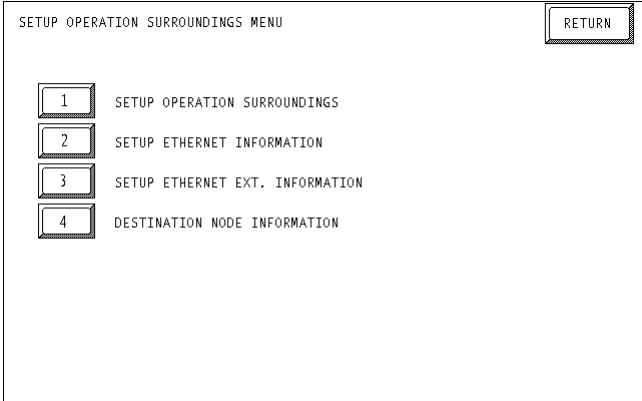 SETUP OPERATION SURROUNDINGS MENU RETURN
1 SETUP OPERATION SURROUNDINGS
2 SETUP ETHERNET INFORMATION
3 SETUP ETHERNET EXT. INFORMATION
4 DESTINATION NODE INFORMATION